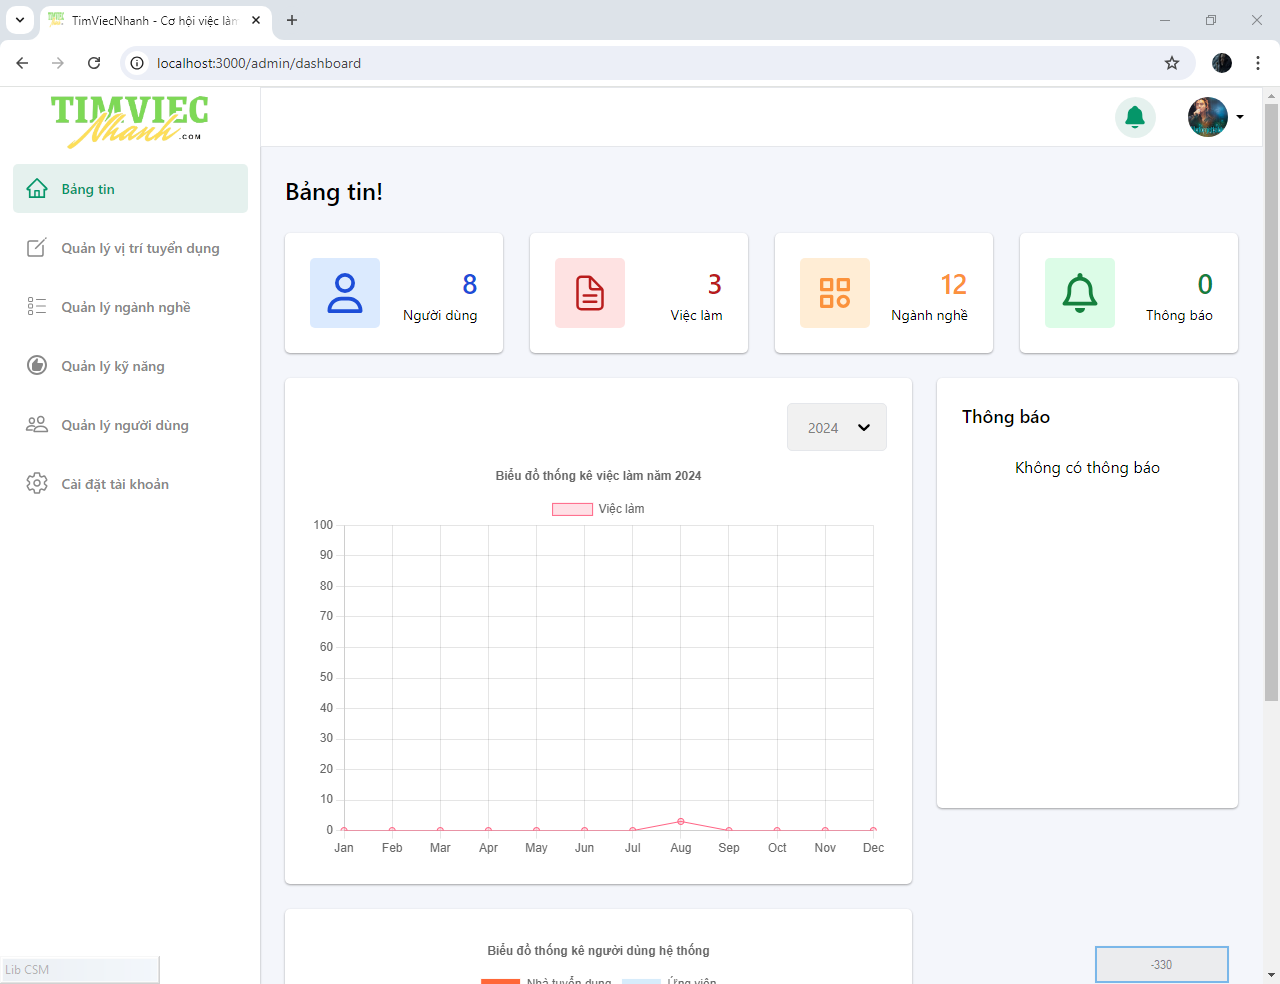 TimViecNhanh - Cơ hội việc làm
localhost:3000/admin/dashboard
TIMVIEC
Nhanh .COM
Bảng tin
Quản lý vị trí tuyển dụng
Quản lý ngành nghề
Quản lý kỹ năng
Quản lý người dùng
Cài đặt tài khoản
Bảng tin!
8
Người dùng
3
Việc làm
12
Ngành nghề
0
Thông báo
2024
Biểu đồ thống kê việc làm năm 2024
Việc làm
100
90
80
70
60
50
40
30
20
10
0
Jan Feb Mar Apr May Jun Jul Aug Sep Oct Nov Dec
Thông báo
Không có thông báo
Biểu đồ thống kê người dùng hệ thống
Nhà tuyển dụng Ứng viên
Lib CSM
-330